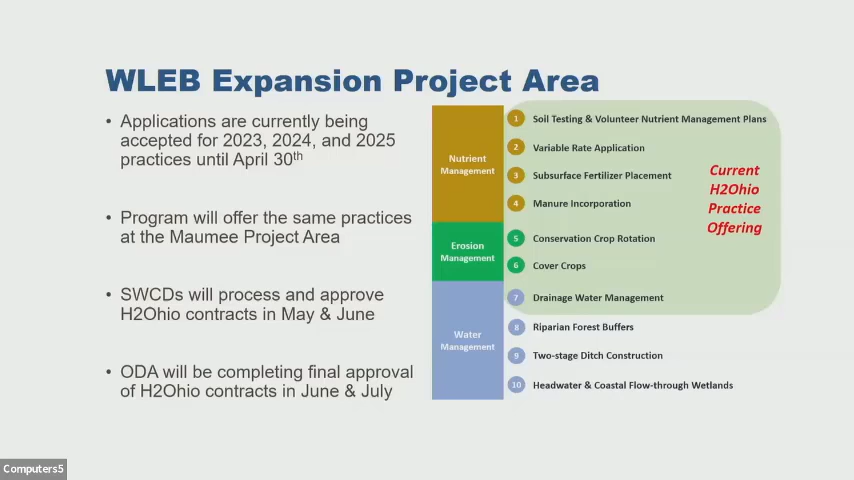 WLEB Expansion Project Area
• Applications are currently being
accepted for 2023, 2024, and 2025
practices until April 30th
• Program will offer the same practices
at the Maumee Project Area
• SWCDs will process and approve
H2Ohio contracts in May & June
• ODA will be completing final approval
of H2Ohio contracts in June & July
Nutrient
Management
1 Soil Testing & Volunteer Nutrient Management Plans
2 Variable Rate Application
3 Subsurface Fertilizer Placement
4 Manure Incorporation
Erosion
Management
5 Conservation Crop Rotation
6 Cover Crops
Water
Management
7 Drainage Water Management
8 Riparian Forest Buffers
9 Two-stage Ditch Construction
10 Headwater & Coastal Flow-through Wetlands
Current
H2Ohio
Practice
Offering
Computers5